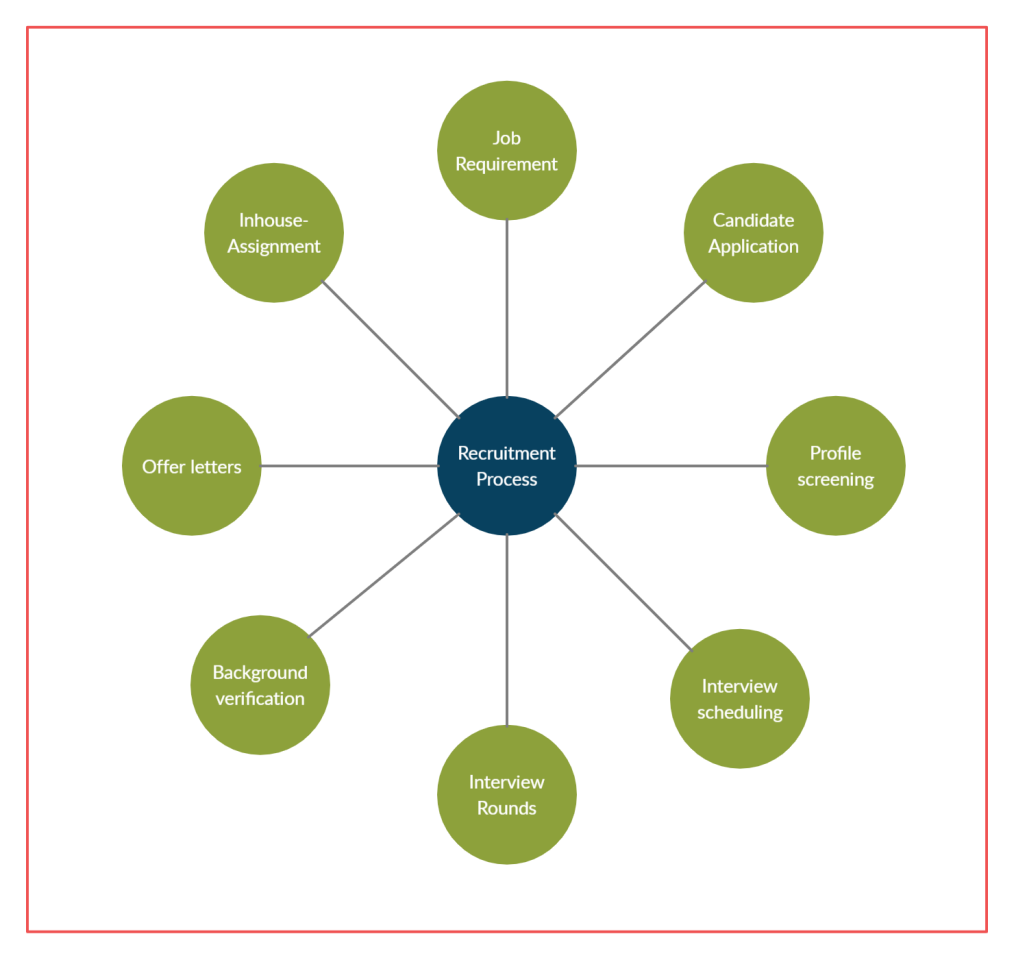 Job
Requirement
Candidate
Application
Profile
screening
Interview
scheduling
Interview
Rounds
Background
verification
Offer letters
Inhouse-
Assignment
Recruitment
Process